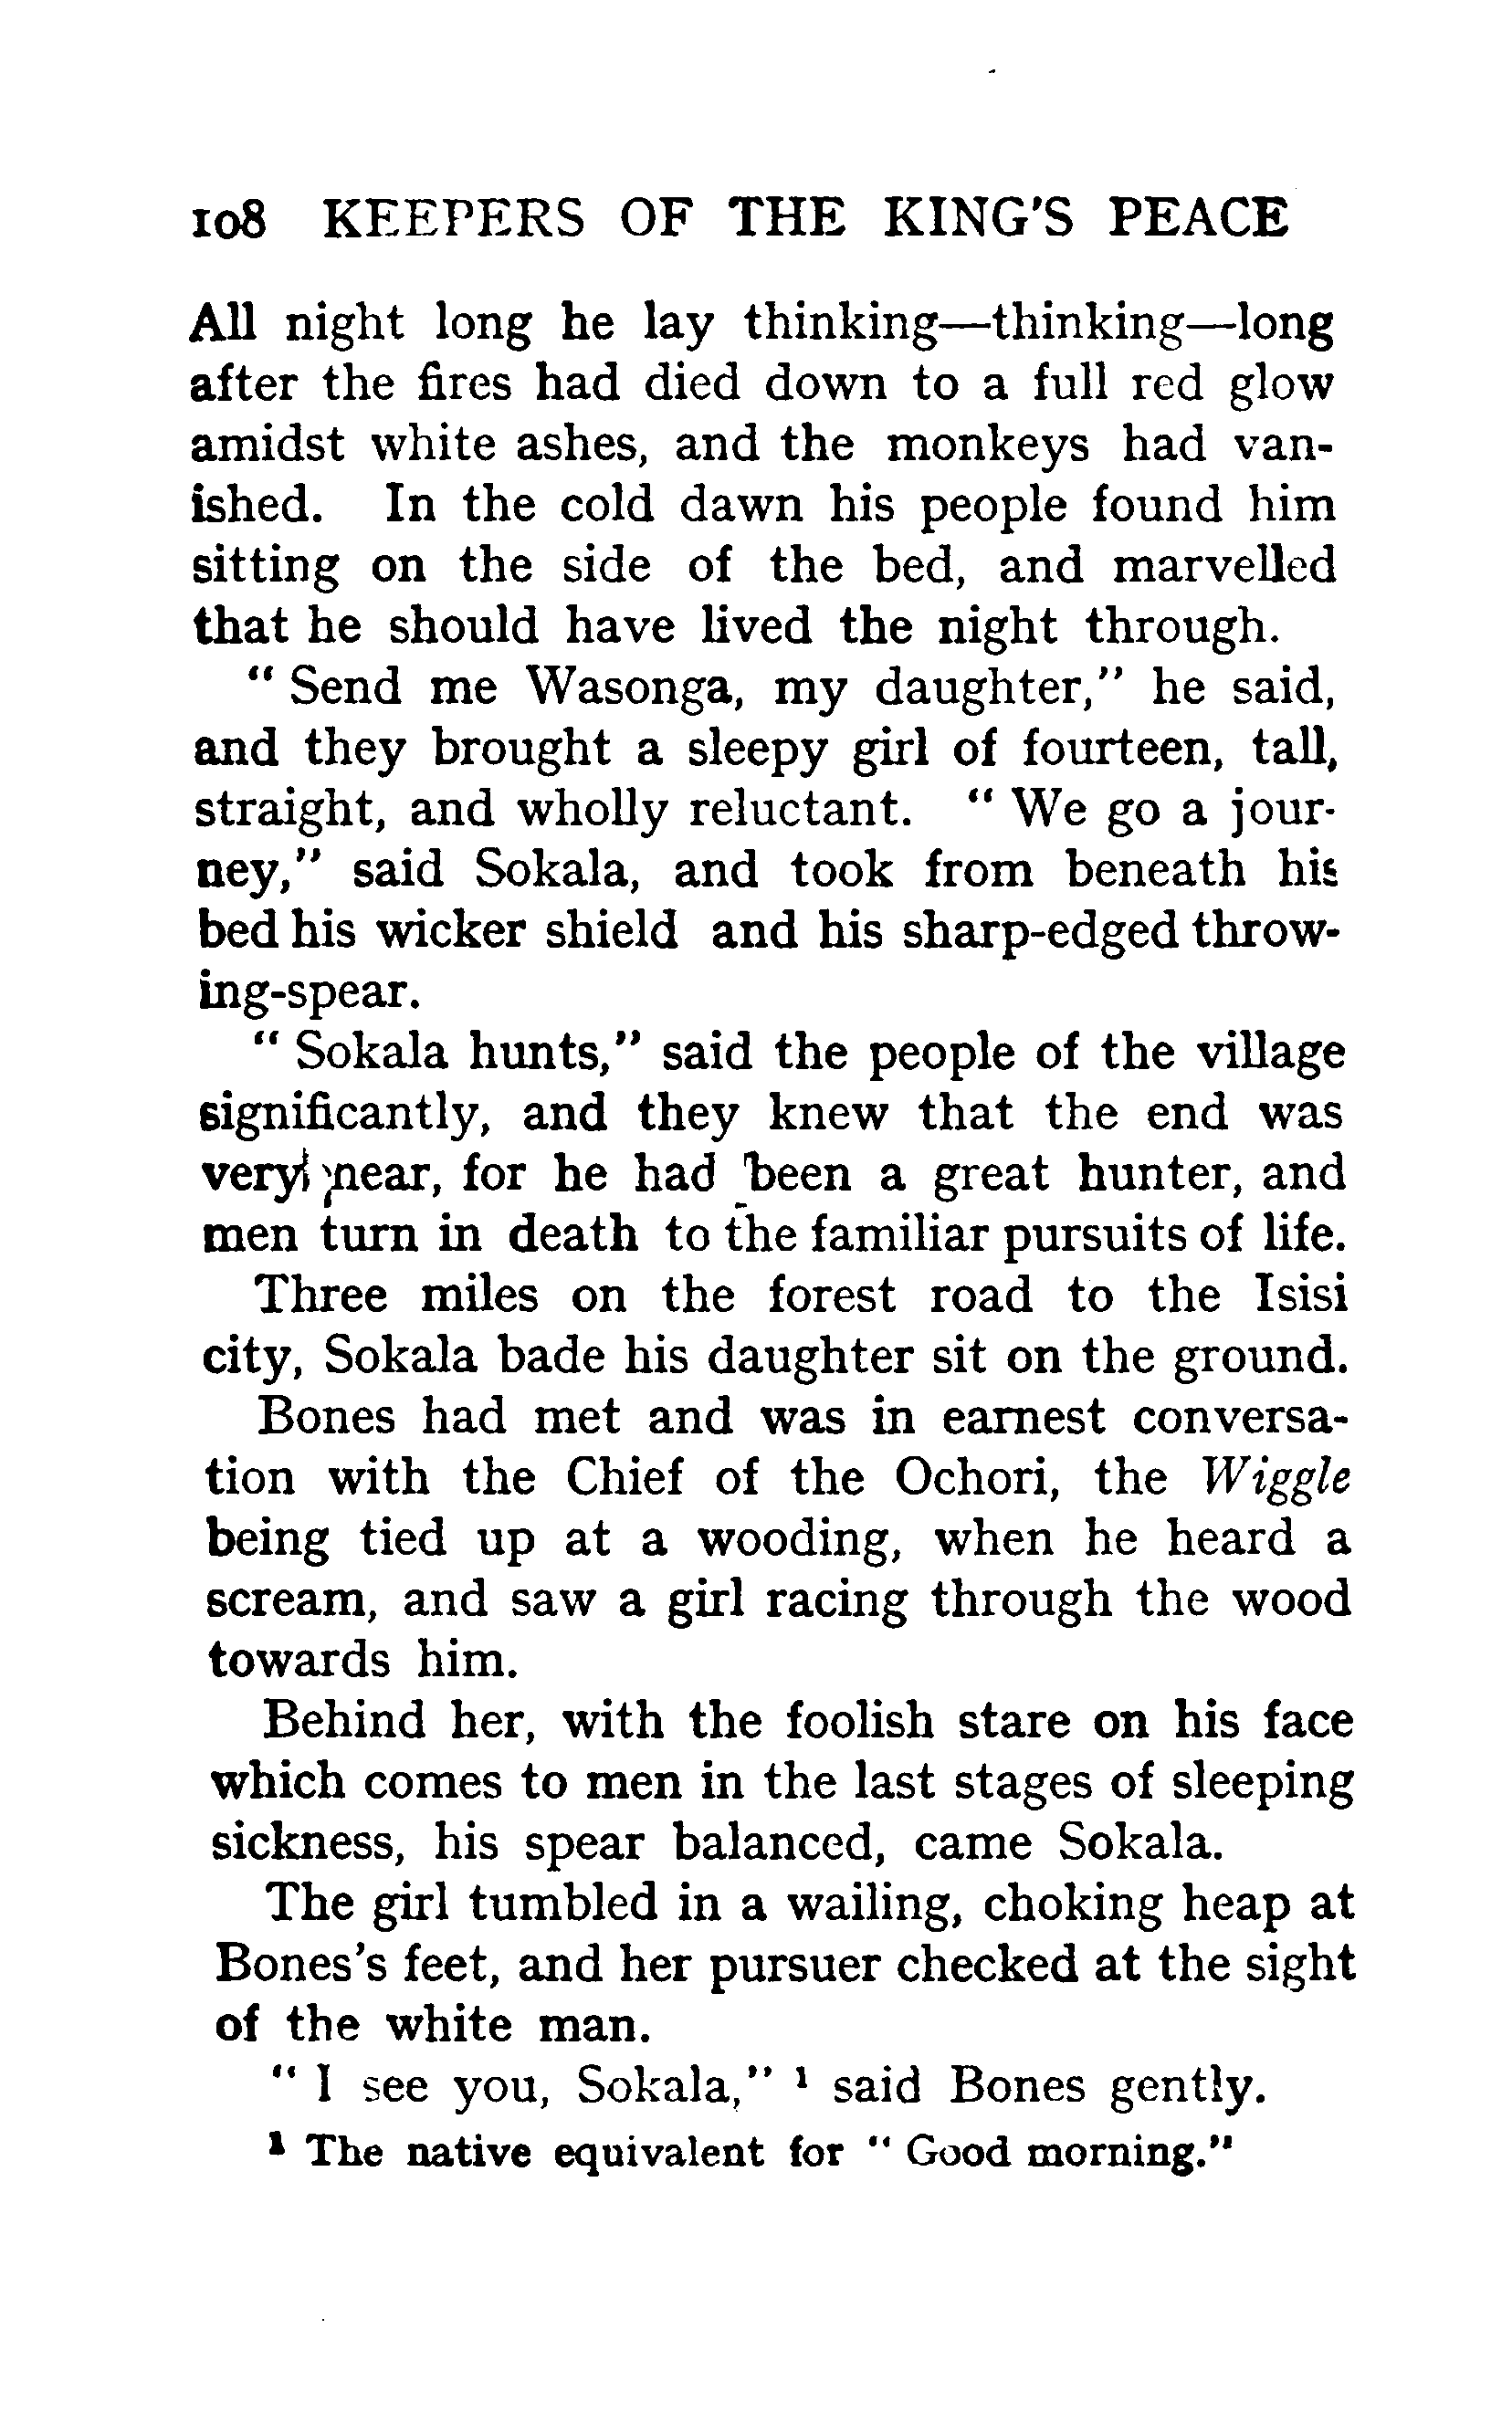 108 KEEPERS OF THE KING'S PEACE
All night long he lay thinking—thinking—long
after the fires had died down to a full red glow
amidst white ashes, and the monkeys had van-
ished. In the cold dawn his people found him
sitting on the side of the bed, and marvelled
that he should have lived the night through.
" Send me Wasonga, my daughter," he said,
and they brought a sleepy girl of fourteen, tall,
straight, and wholly reluctant. " We go a jour-
ney," said Sokala, and took from beneath his
bed his wicker shield and his sharp-edged throw-
ing-spear.
" Sokala hunts," said the people of the village
significantly, and they knew that the end was
very near, for he had been a great hunter, and
men turn in death to the familiar pursuits of life.
Three miles on the forest road to the Isisi
city, Sokala bade his daughter sit on the ground.
Bones had met and was in earnest conversa-
tion with the Chief of the Ochori, the Wiggle
being tied up at a wooding, when he heard a
scream, and saw a girl racing through the wood
towards him.
Behind her, with the foolish stare on his face
which comes to men in the last stages of sleeping
sickness, his spear balanced, came Sokala.
The girl tumbled in a wailing, choking heap at
Bones's feet, and her pursuer checked at the sight
of the white man.
" I see you, Sokala," ¹ said Bones gently.
¹ The native equivalent for " Good morning."